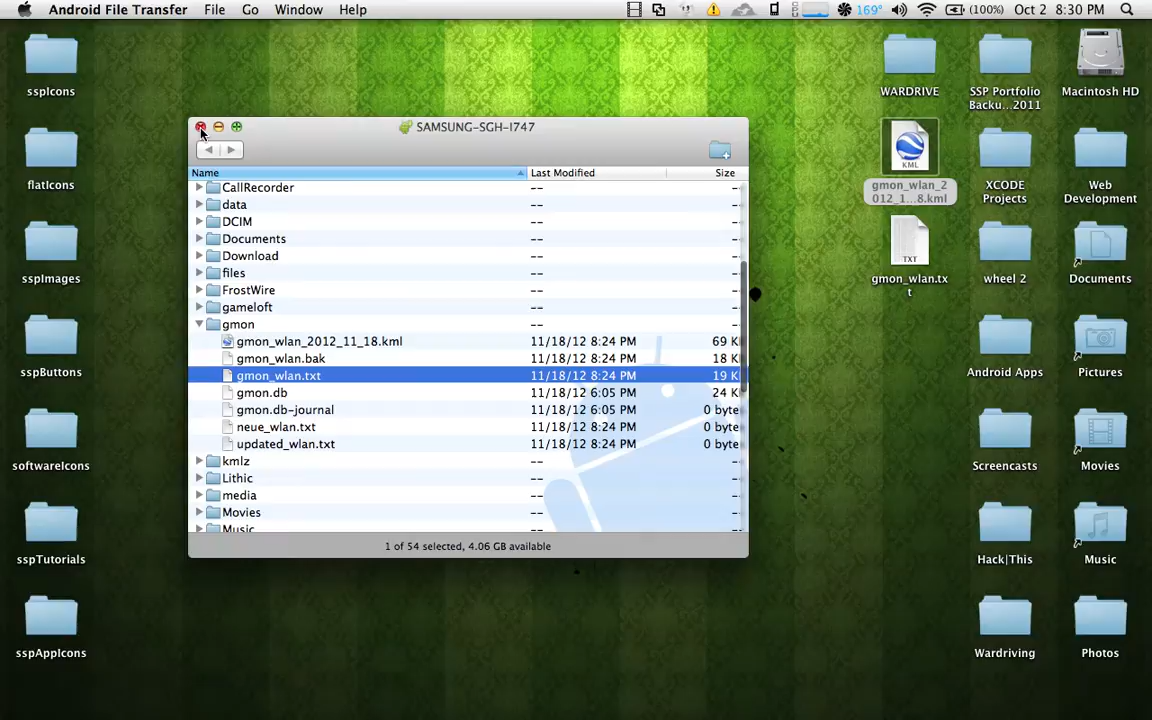 Android File Transfer File Go Window Help 169° (100%) Oct 2 8:30 PM
sspIcons
flatIcons
sspImages
sspButtons
softwareIcons
sspTutorials
sspAppIcons
SAMSUNG-SGH-I747
Name Last Modified Size
CallRecorder --
data --
DCIM --
Documents --
Download --
files --
FrostWire --
gameloft --
gmon --
gmon_wlan_2012_11_18.kml 11/18/12 8:24 PM 69 K
gmon_wlan.bak 11/18/12 8:24 PM 18 K
gmon_wlan.txt 11/18/12 8:24 PM 19 K
gmon.db 11/18/12 6:05 PM 24 K
gmon.db-journal 11/18/12 6:05 PM 0 byte
neue_wlan.txt 11/18/12 8:24 PM 0 byte
updated_wlan.txt 11/18/12 8:24 PM 0 byte
kmlz --
Lithic --
media --
Movies --
Music --
1 of 54 selected, 4.06 GB available
WARDRIVE
KML
gmon_wlan_2
012_1...8.kml
TXT
gmon_wlan.tx
t
SSP Portfolio
Backu...2011
XCODE
Projects
wheel 2
Android Apps
Screencasts
Hack|This
Wardriving
Macintosh HD
Web
Development
Documents
Pictures
Movies
Music
Photos